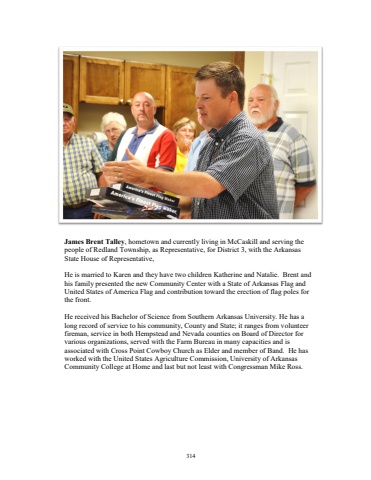 America's Finest Flag Maker
America's Finest Flag Maker
James Brent Talley, hometown and currently living in McCaskill and serving the
people of Redland Township, as Representative, for District 3, with the Arkansas
State House of Representative,
He is married to Karen and they have two children Katherine and Natalie.  Brent and
his family presented the new Community Center with a State of Arkansas Flag and
United States of America Flag and contribution toward the erection of flag poles for
the front.
He received his Bachelor of Science from Southern Arkansas University. He has a
long record of service to his community, County and State; it ranges from volunteer
fireman, service in both Hempstead and Nevada counties on Board of Director for
various organizations, served with the Farm Bureau in many capacities and is
associated with Cross Point Cowboy Church as Elder and member of Band.  He has
worked with the United States Agriculture Commission, University of Arkansas
Community College at Home and last but not least with Congressman Mike Ross.
314